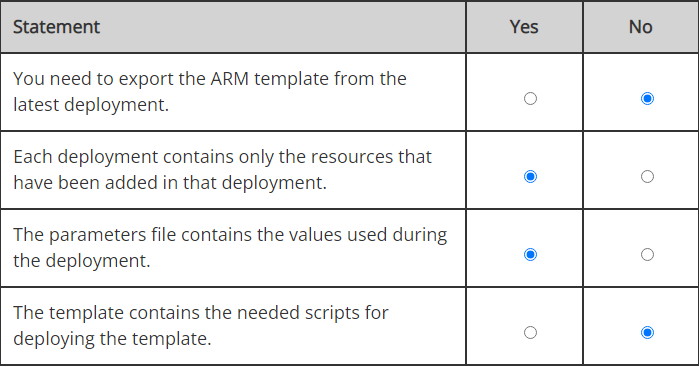 Statement Yes No
You need to export the ARM template from the
latest deployment.
Each deployment contains only the resources that
have been added in that deployment.
The parameters file contains the values used during
the deployment.
The template contains the needed scripts for
deploying the template.